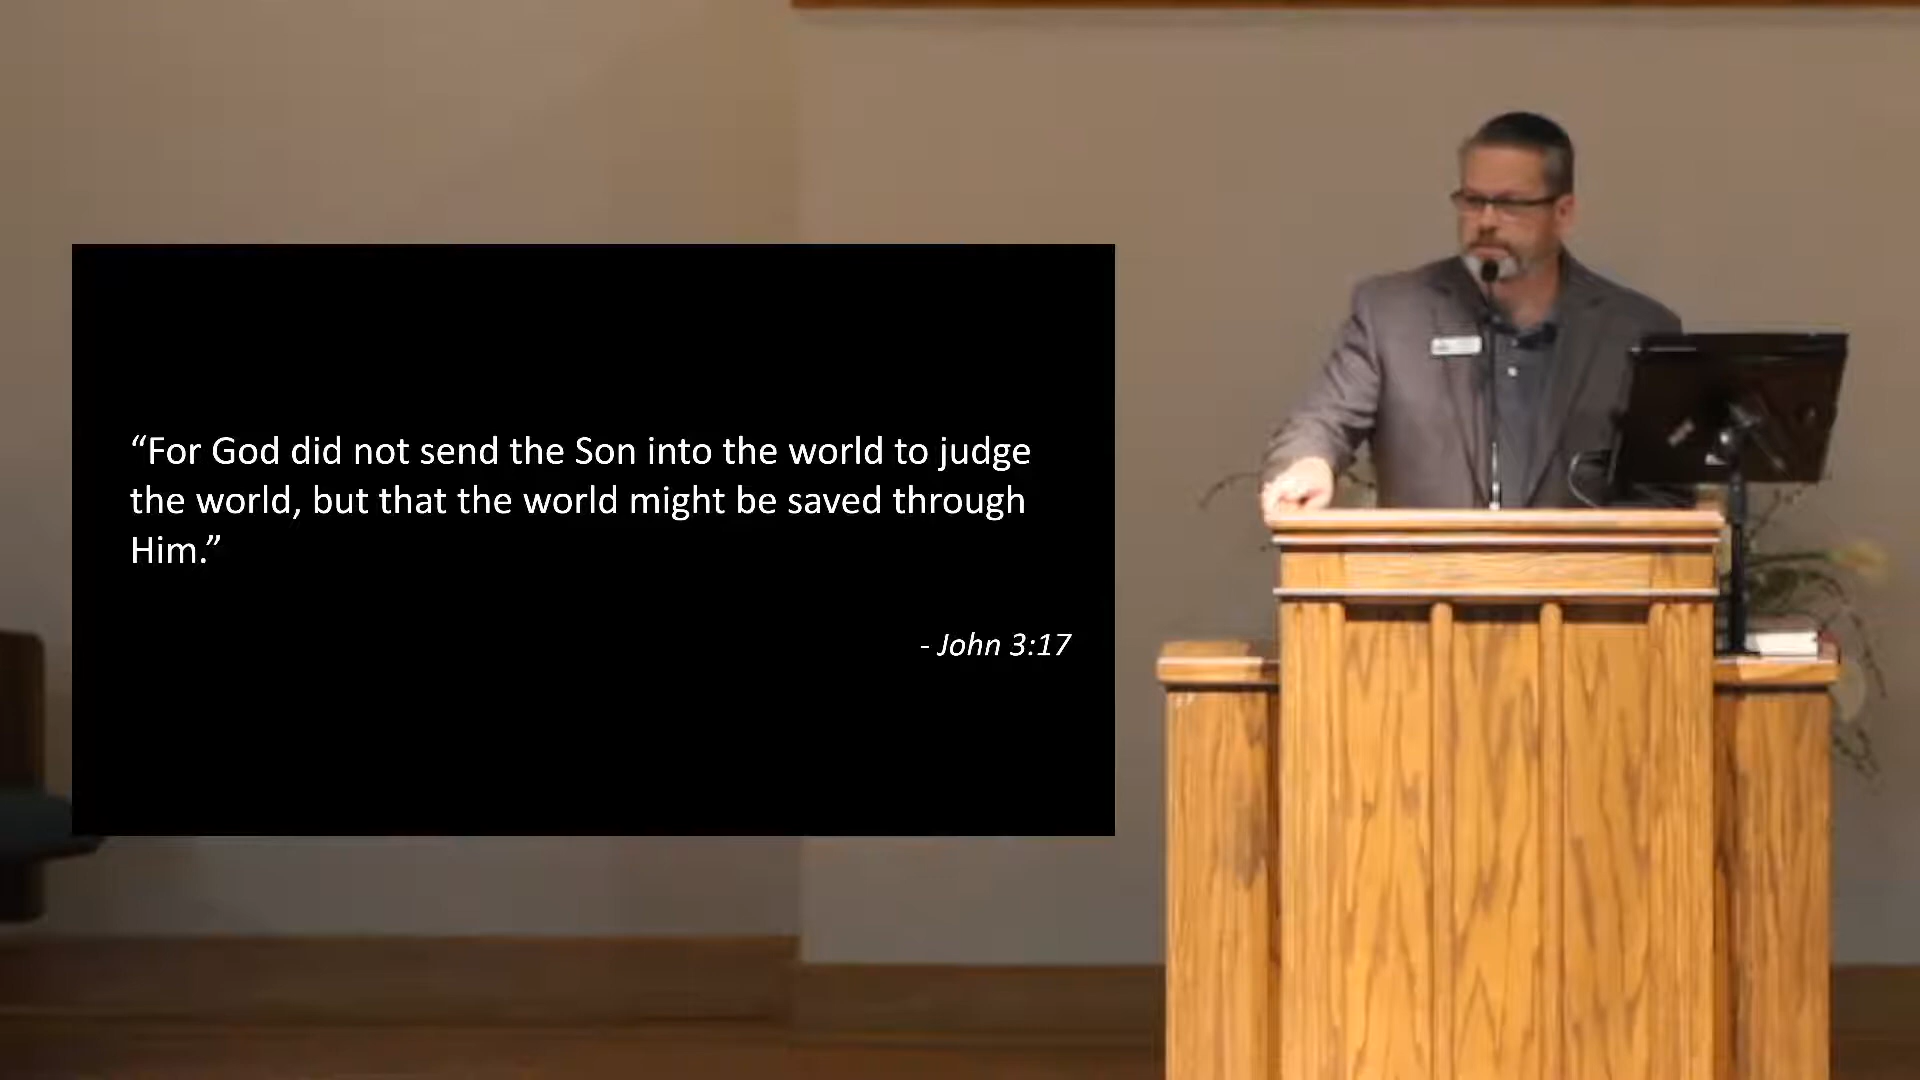 “For God did not send the Son into the world to judge
the world, but that the world might be saved through
Him.”
- John 3:17